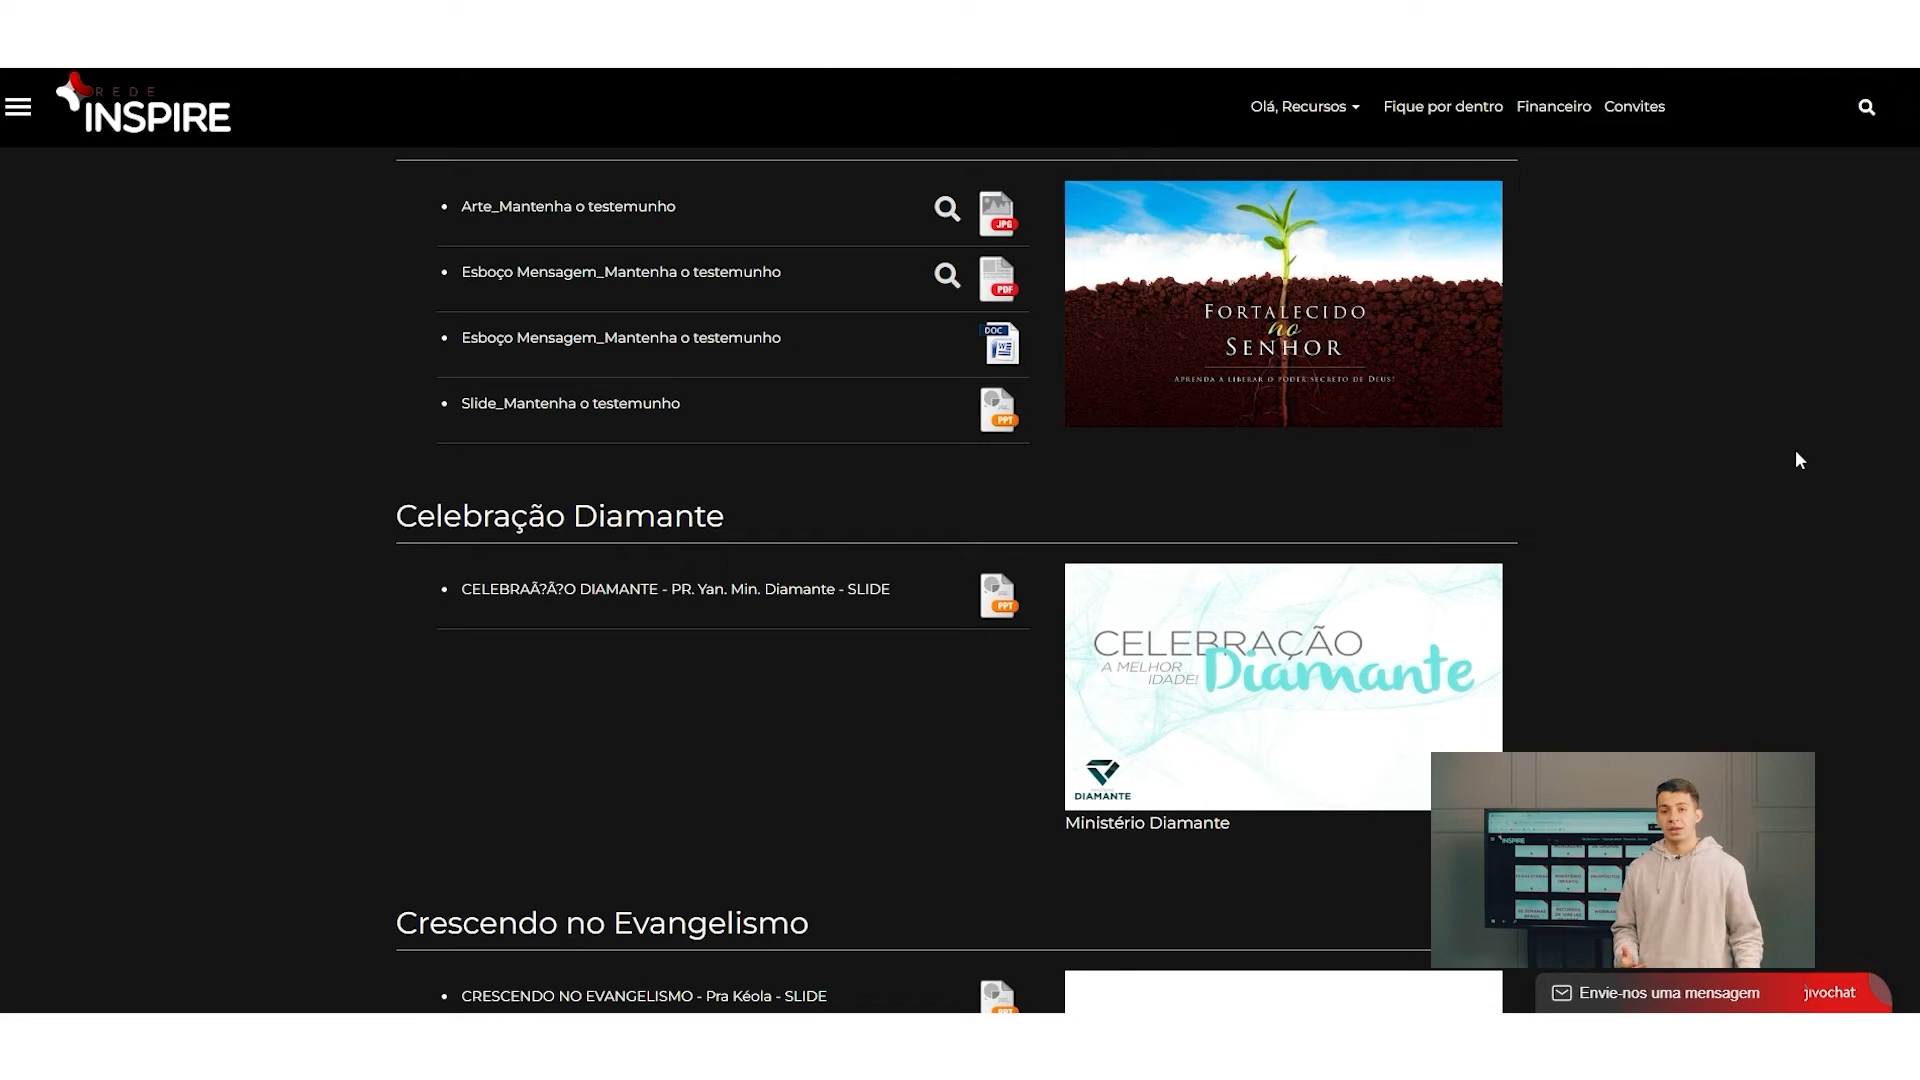 REDE
INSPIRE
Olá, Recursos
Fique por dentro
Financeiro
Convites
Arte_Mantenha o testemunho
JPG
Esboço Mensagem_Mantenha o testemunho
PDF
Esboço Mensagem_Mantenha o testemunho
DOC
W
Slide_Mantenha o testemunho
PPT
FORTALECIDO
no
SENHOR
APRENDA A LIBERAR O PODER SECRETO DE DEUS!
Celebração Diamante
CELEBRAÃ?Ã?O DIAMANTE - PR. Yan. Min. Diamante - SLIDE
PPT
CELEBRAÇÃO
A MELHOR
IDADE!
Diamante
DIAMANTE
Ministério Diamante
INSPIRE
Crescendo no Evangelismo
CRESCENDO NO EVANGELISMO - Pra Kéola - SLIDE
Envie-nos uma mensagem
jivochat